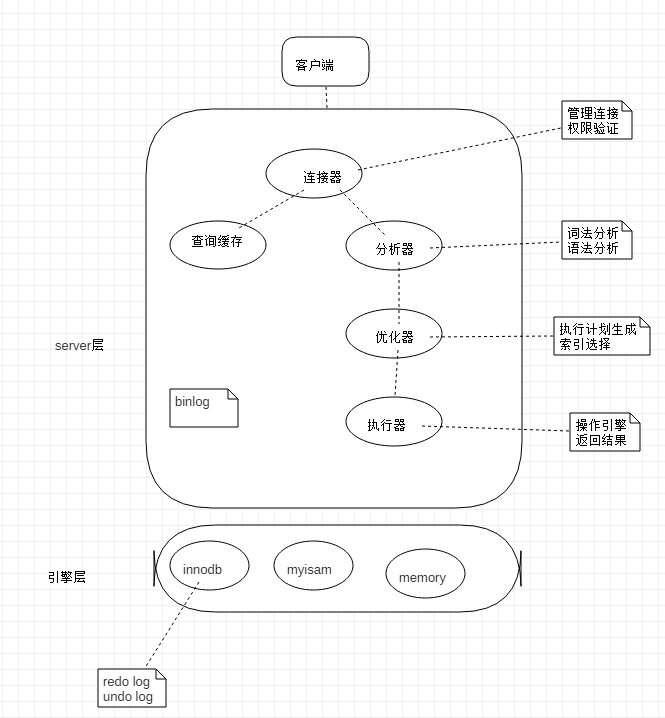 客户端
管理连接
权限验证
连接器
查询缓存
分析器
词法分析
语法分析
server层
优化器
执行计划生成
索引选择
binlog
执行器
操作引擎
返回结果
引擎层
innodb
myisam
memory
redo log
undo log